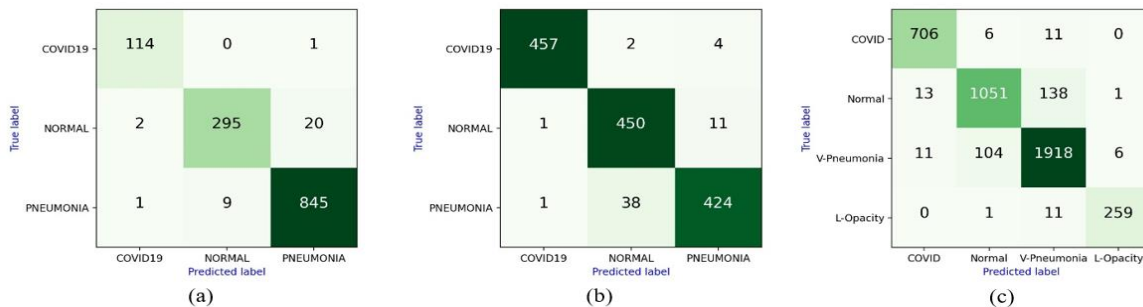 COVID19 114 0 1
NORMAL 2 295 20
PNEUMONIA 1 9 845
True label
COVID19 NORMAL PNEUMONIA
Predicted label
(a)
COVID19 457 2 4
NORMAL 1 450 11
PNEUMONIA 1 38 424
True label
COVID19 NORMAL PNEUMONIA
Predicted label
(b)
COVID 706 6 11 0
Normal 13 1051 138 1
V-Pneumonia 11 104 1918 6
L-Opacity 0 1 11 259
True label
COVID Normal V-Pneumonia L-Opacity
Predicted label
(c)